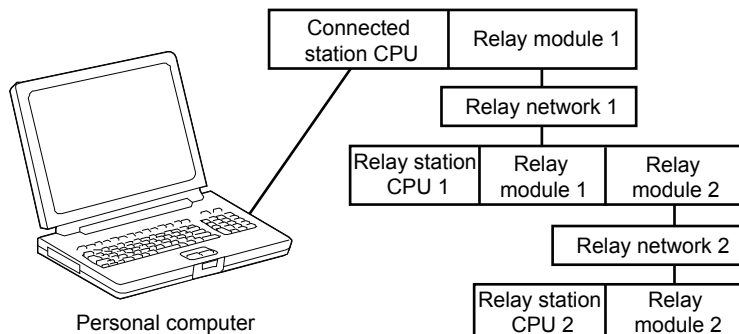 Connected
station CPU
Relay module 1
Relay network 1
Relay station
CPU 1
Relay
module 1
Relay
module 2
Relay network 2
Relay station
CPU 2
Relay
module 2
Personal computer